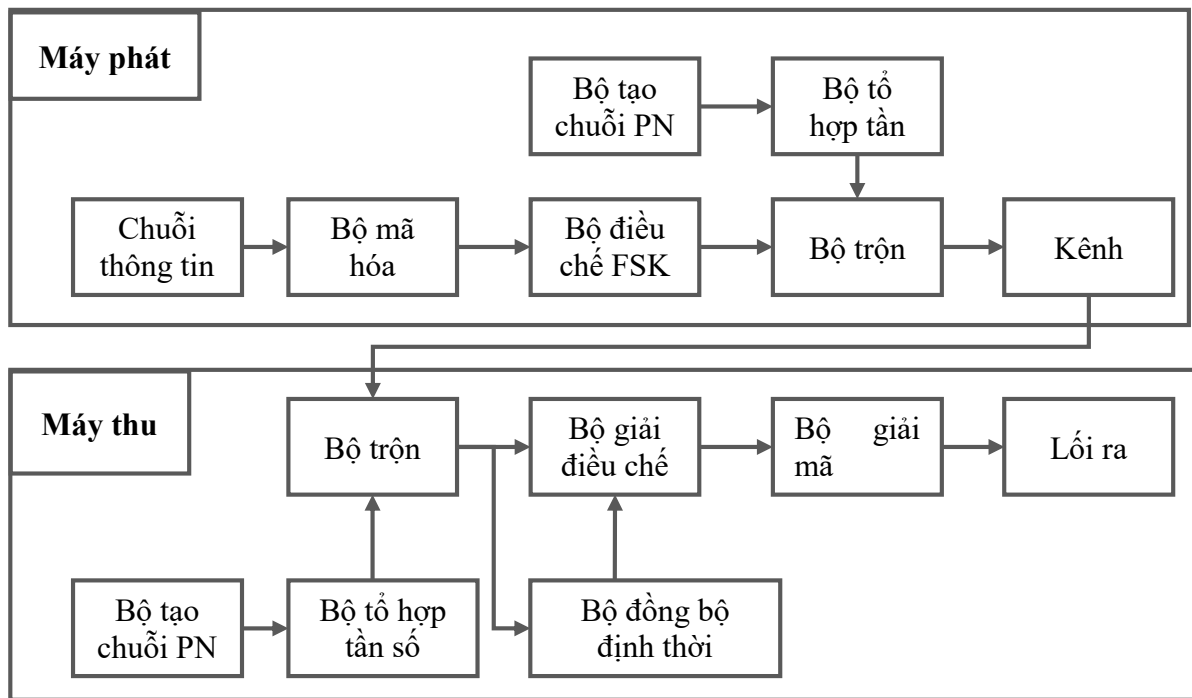 Máy phát
Bộ tạo
chuỗi PN
Bộ tổ
hợp tần
Chuỗi
thông tin
Bộ mã
hóa
Bộ điều
chế FSK
Bộ trộn
Kênh
Máy thu
Bộ trộn
Bộ giải
điều chế
Bộ giải
mã
Lối ra
Bộ tạo
chuỗi PN
Bộ tổ hợp
tần số
Bộ đồng bộ
định thời